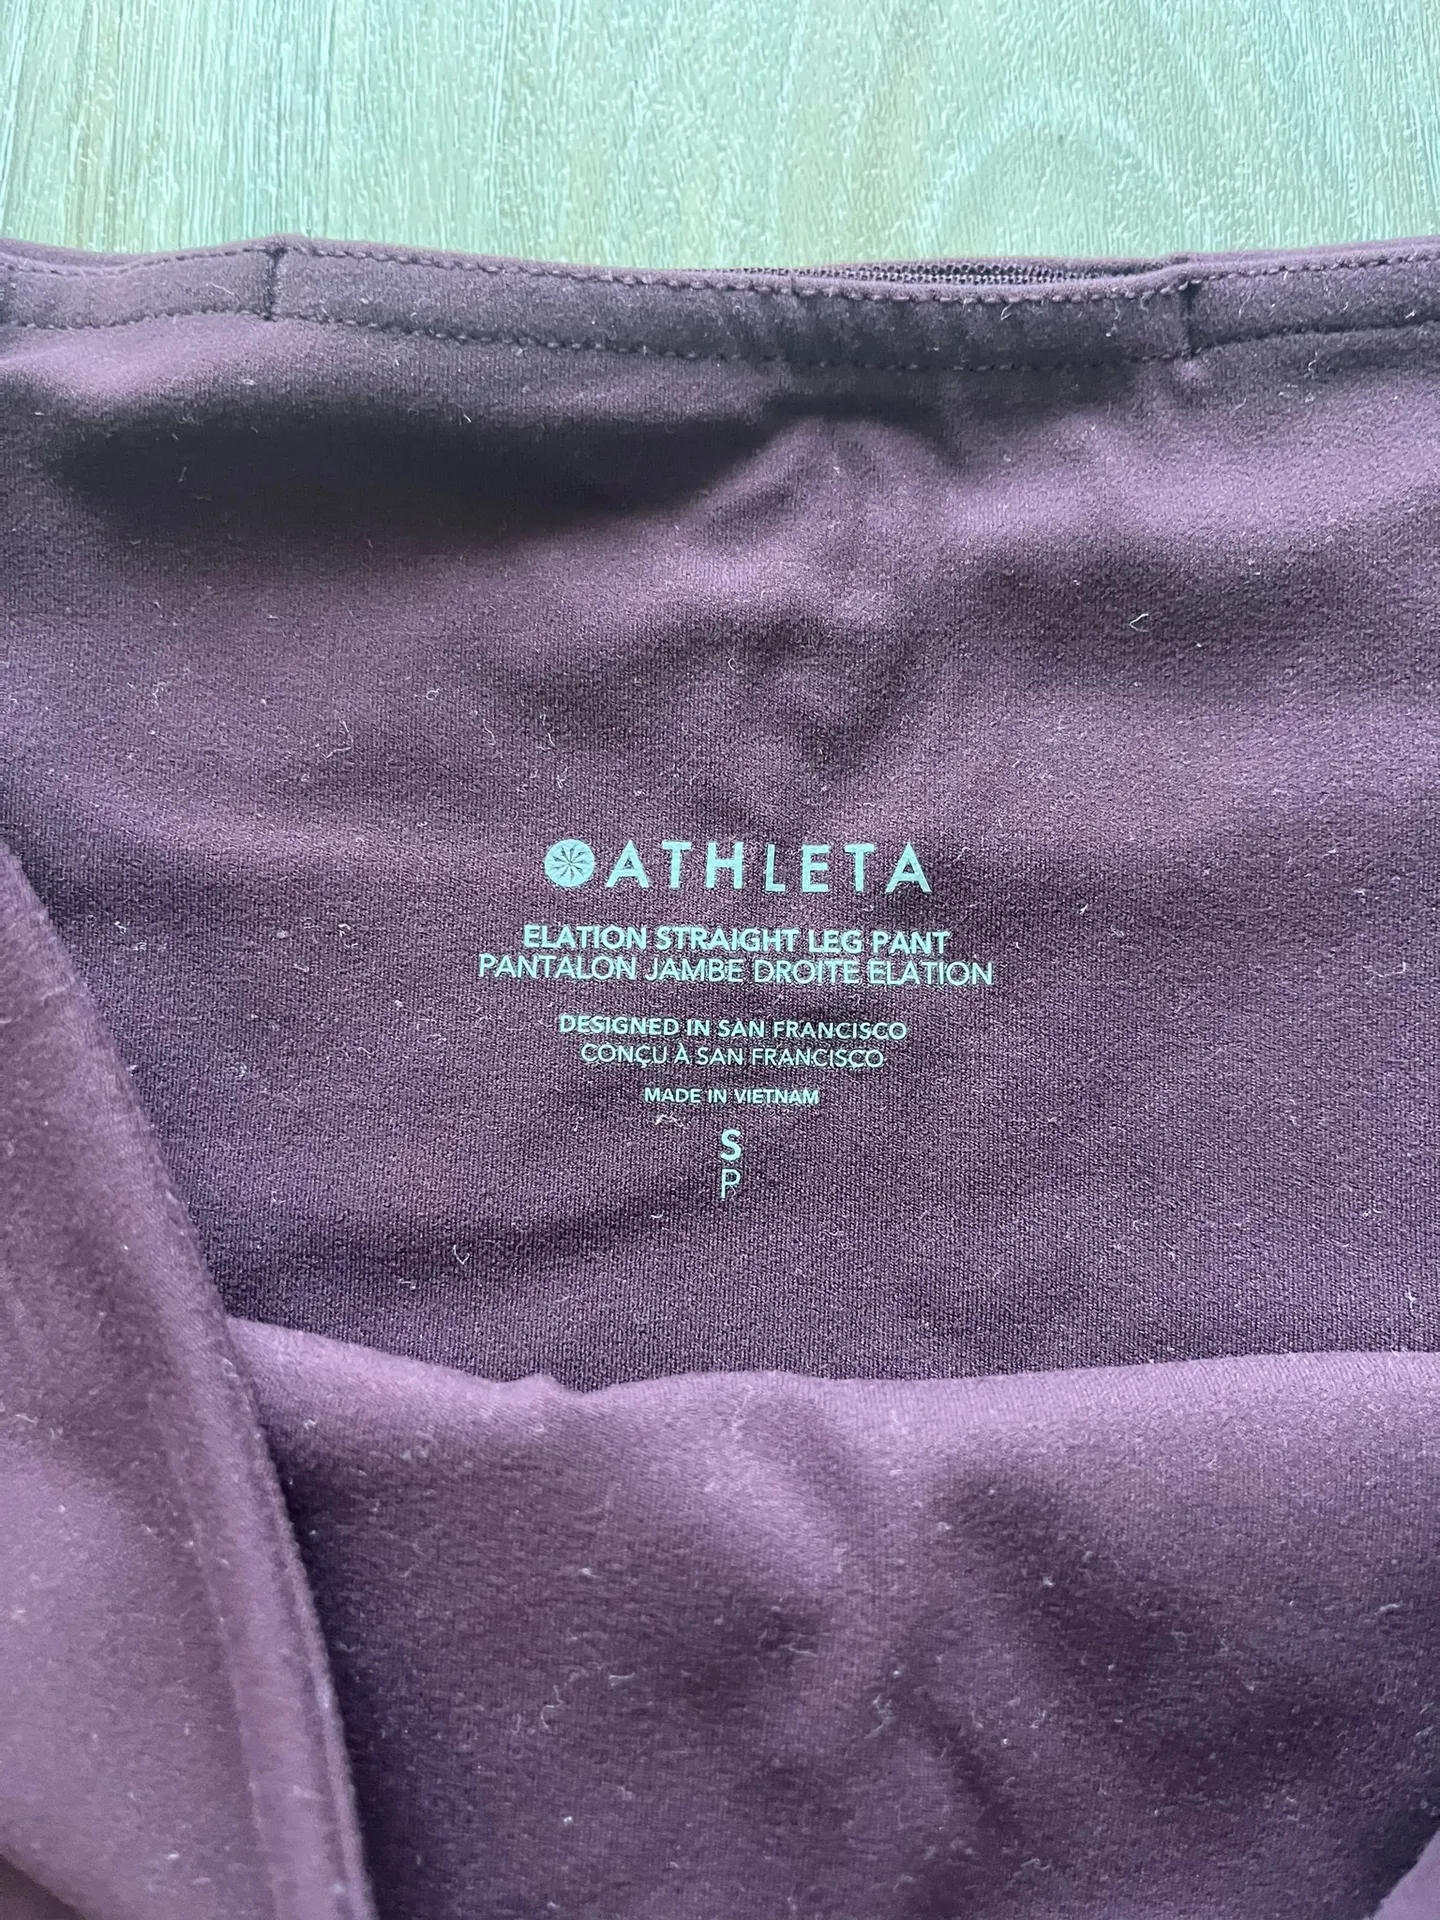 ATHLETA
ELATION STRAIGHT LEG PANT
PANTALON JAMBE DROITE ELATION
DESIGNED IN SAN FRANCISCO
CONÇU À SAN FRANCISCO
MADE IN VIETNAM
S
P